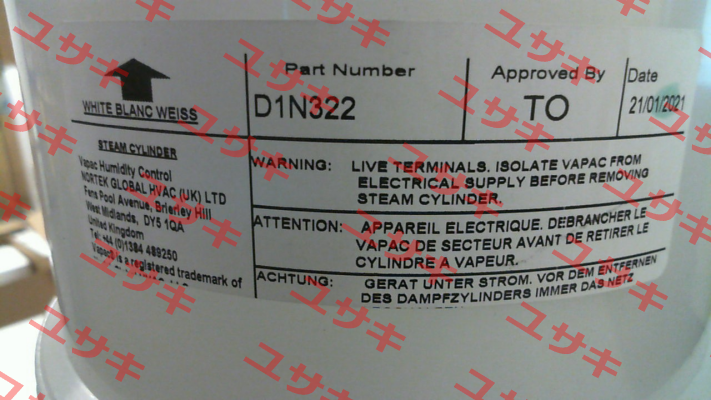 WHITE BLANC WEISS
Part Number
D1N322
Approved By
TO
Date
21/01/2021
STEAM CYLINDER
Vapac Humidity Control
NORTEK GLOBAL HVAC (UK) LTD
Fens Pool Avenue, Brierley Hill
West Midlands, DY5 1QA
United Kingdom
Tel: +44 (0)1384 489250
Vapac® is a registered trademark of
WARNING: LIVE TERMINALS. ISOLATE VAPAC FROM
ELECTRICAL SUPPLY BEFORE REMOVING
STEAM CYLINDER.
ATTENTION: APPAREIL ELECTRIQUE. DEBRANCHER LE
VAPAC DE SECTEUR AVANT DE RETIRER LE
CYLINDRE A VAPEUR.
ACHTUNG: GERAT UNTER STROM. VOR DEM ENTFERNEN
DES DAMPFZYLINDERS IMMER DAS NETZ
ユサキ